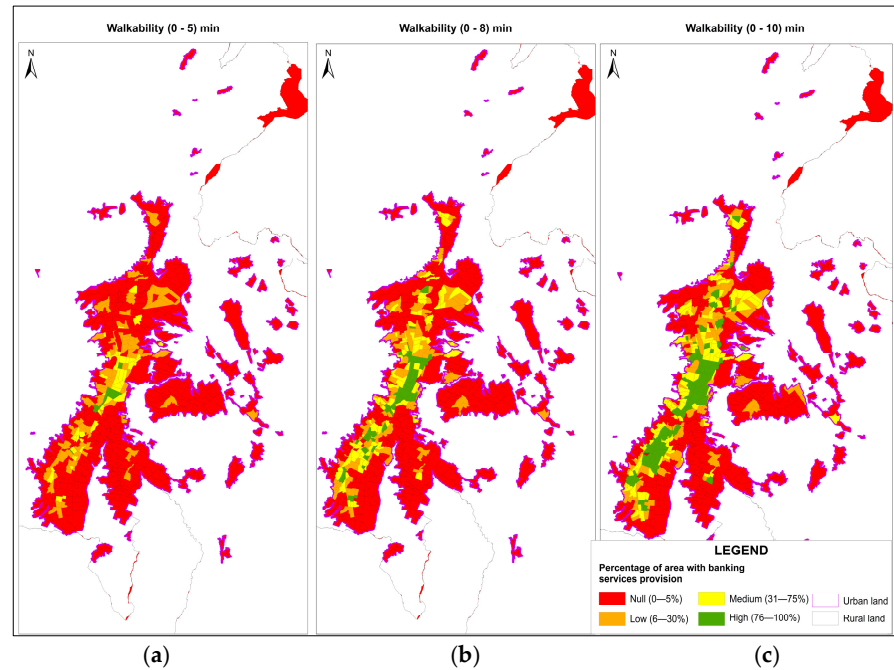 Walkability (0 - 5) min
Walkability (0 - 8) min
Walkability (0 - 10) min
N
N
N
LEGEND
Percentage of area with banking
services provision
Null (0—5%)
Medium (31—75%)
Urban land
Low (6—30%)
High (76—100%)
Rural land
(a)
(b)
(c)